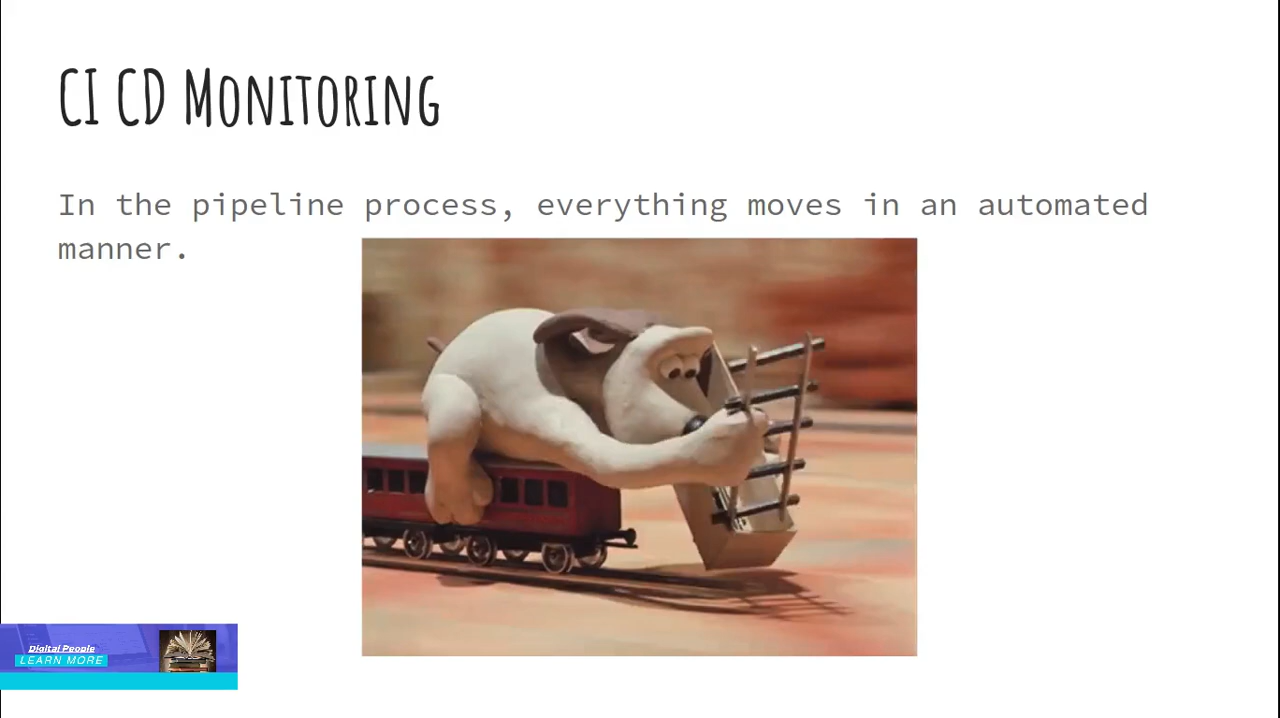 CI CD Monitoring
In the pipeline process, everything moves in an automated
manner.
Digital People
LEARN MORE